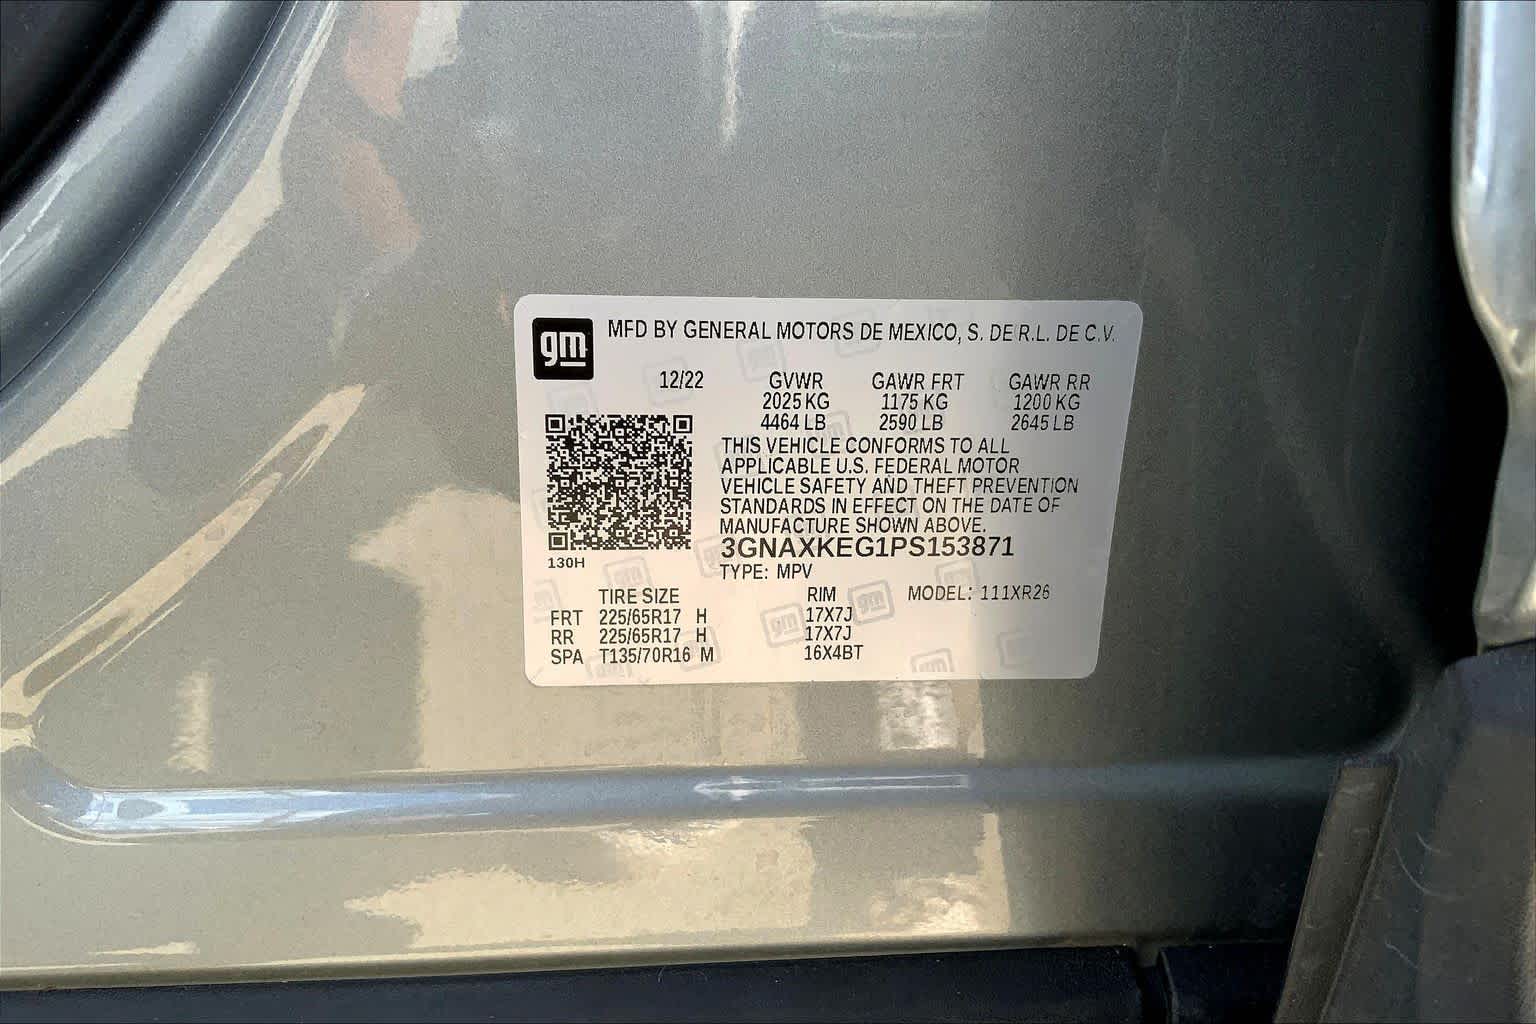 gm MFD BY GENERAL MOTORS DE MEXICO, S. DE R.L. DE C.V.
12/22 GVWR GAWR FRT GAWR RR
2025 KG 1175 KG 1200 KG
4464 LB 2590 LB 2645 LB
THIS VEHICLE CONFORMS TO ALL
APPLICABLE U.S. FEDERAL MOTOR
VEHICLE SAFETY AND THEFT PREVENTION
STANDARDS IN EFFECT ON THE DATE OF
MANUFACTURE SHOWN ABOVE.
3GNAXKEG1PS153871
130H
TYPE: MPV
TIRE SIZE RIM MODEL: 111XR26
FRT 225/65R17 H 17X7J
RR 225/65R17 H 17X7J
SPA T135/70R16 M 16X4BT